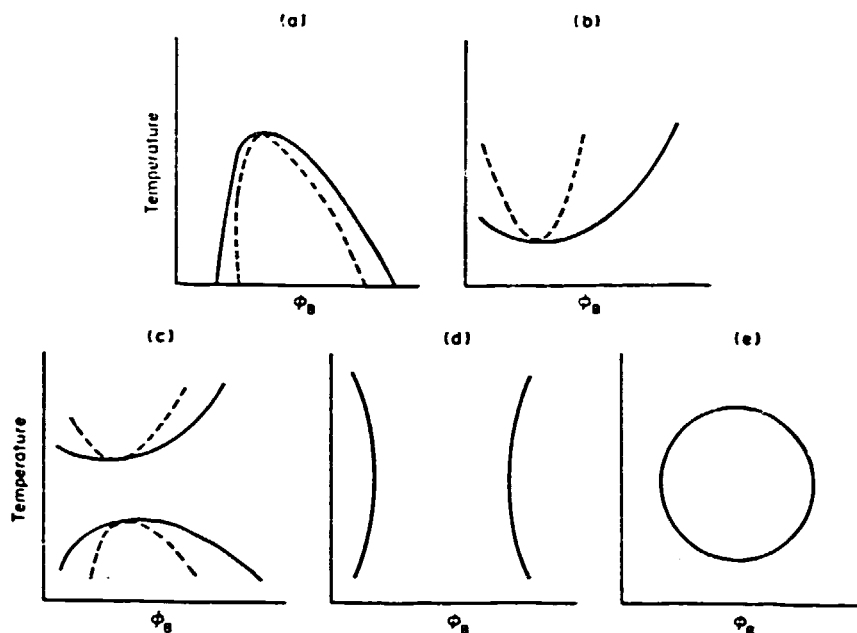 (a)
(b)
Temperature
Φ_B
Φ_B
(c)
(d)
(e)
Temperature
Φ_B
Φ_B
Φ_B